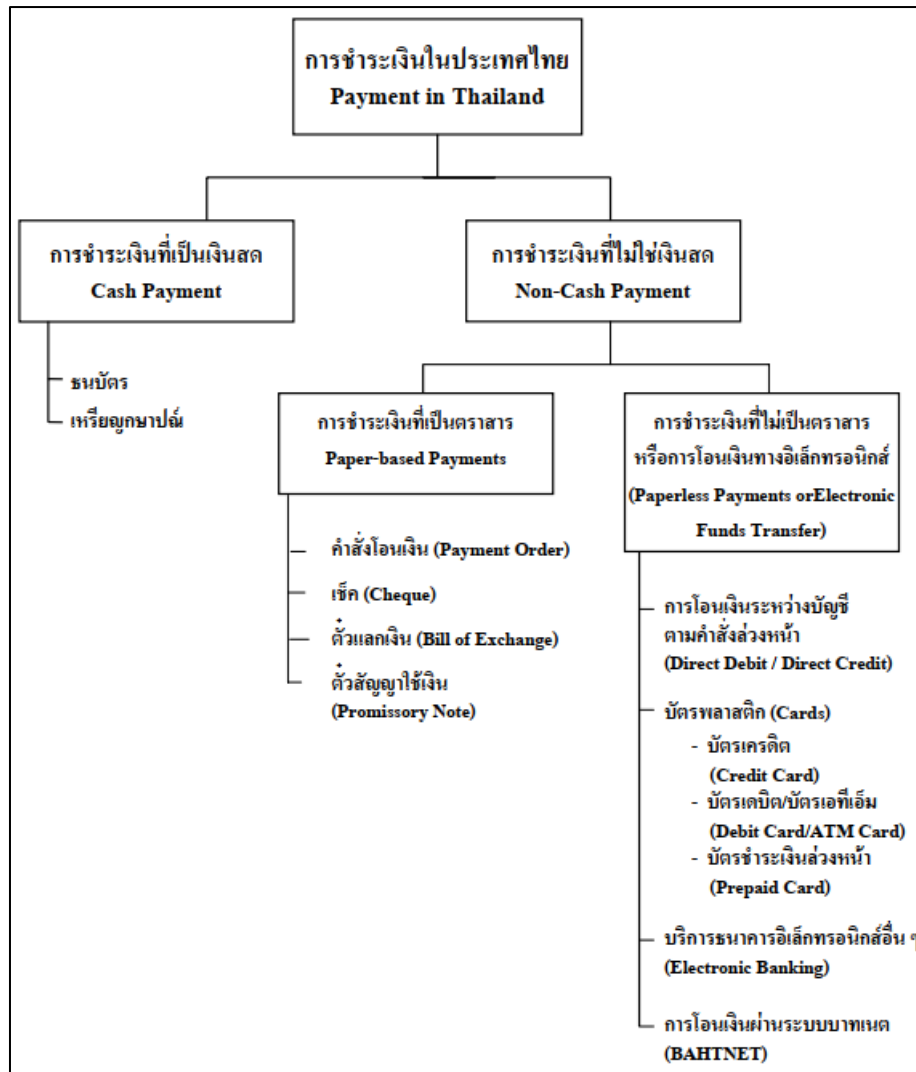 การชำระเงินในประเทศไทย
Payment in Thailand
การชำระเงินที่เป็นเงินสด
Cash Payment
การชำระเงินที่ไม่ใช่เงินสด
Non-Cash Payment
ธนบัตร
เหรียญกษาปณ์
การชำระเงินที่เป็นตราสาร
Paper-based Payments
คำสั่งโอนเงิน (Payment Order)
เช็ค (Cheque)
ตั๋วแลกเงิน (Bill of Exchange)
ตั๋วสัญญาใช้เงิน
(Promissory Note)
การชำระเงินที่ไม่เป็นตราสาร
หรือการโอนเงินทางอิเล็กทรอนิกส์
(Paperless Payments orElectronic
Funds Transfer)
การโอนเงินระหว่างบัญชี
ตามคำสั่งล่วงหน้า
(Direct Debit / Direct Credit)
บัตรพลาสติก (Cards)
- บัตรเครดิต
(Credit Card)
- บัตรเดบิต/บัตรเอทีเอ็ม
(Debit Card/ATM Card)
- บัตรชำระเงินล่วงหน้า
(Prepaid Card)
บริการธนาคารอิเล็กทรอนิกส์อื่น ๆ
(Electronic Banking)
การโอนเงินผ่านระบบบาทเนต
(BAHTNET)